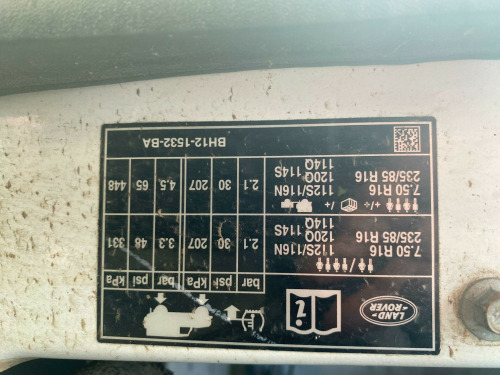 LAND
ROVER
i
bar psi kPa bar psi kPa
7.50 R16 112S/116N 2.1 30 207 3.3 48 331
235/85 R16 120Q 114S
114Q
7.50 R16 112S/116N 2.1 30 207 4.5 65 448
235/85 R16 120Q 114S
114Q
BH12-1532-BA